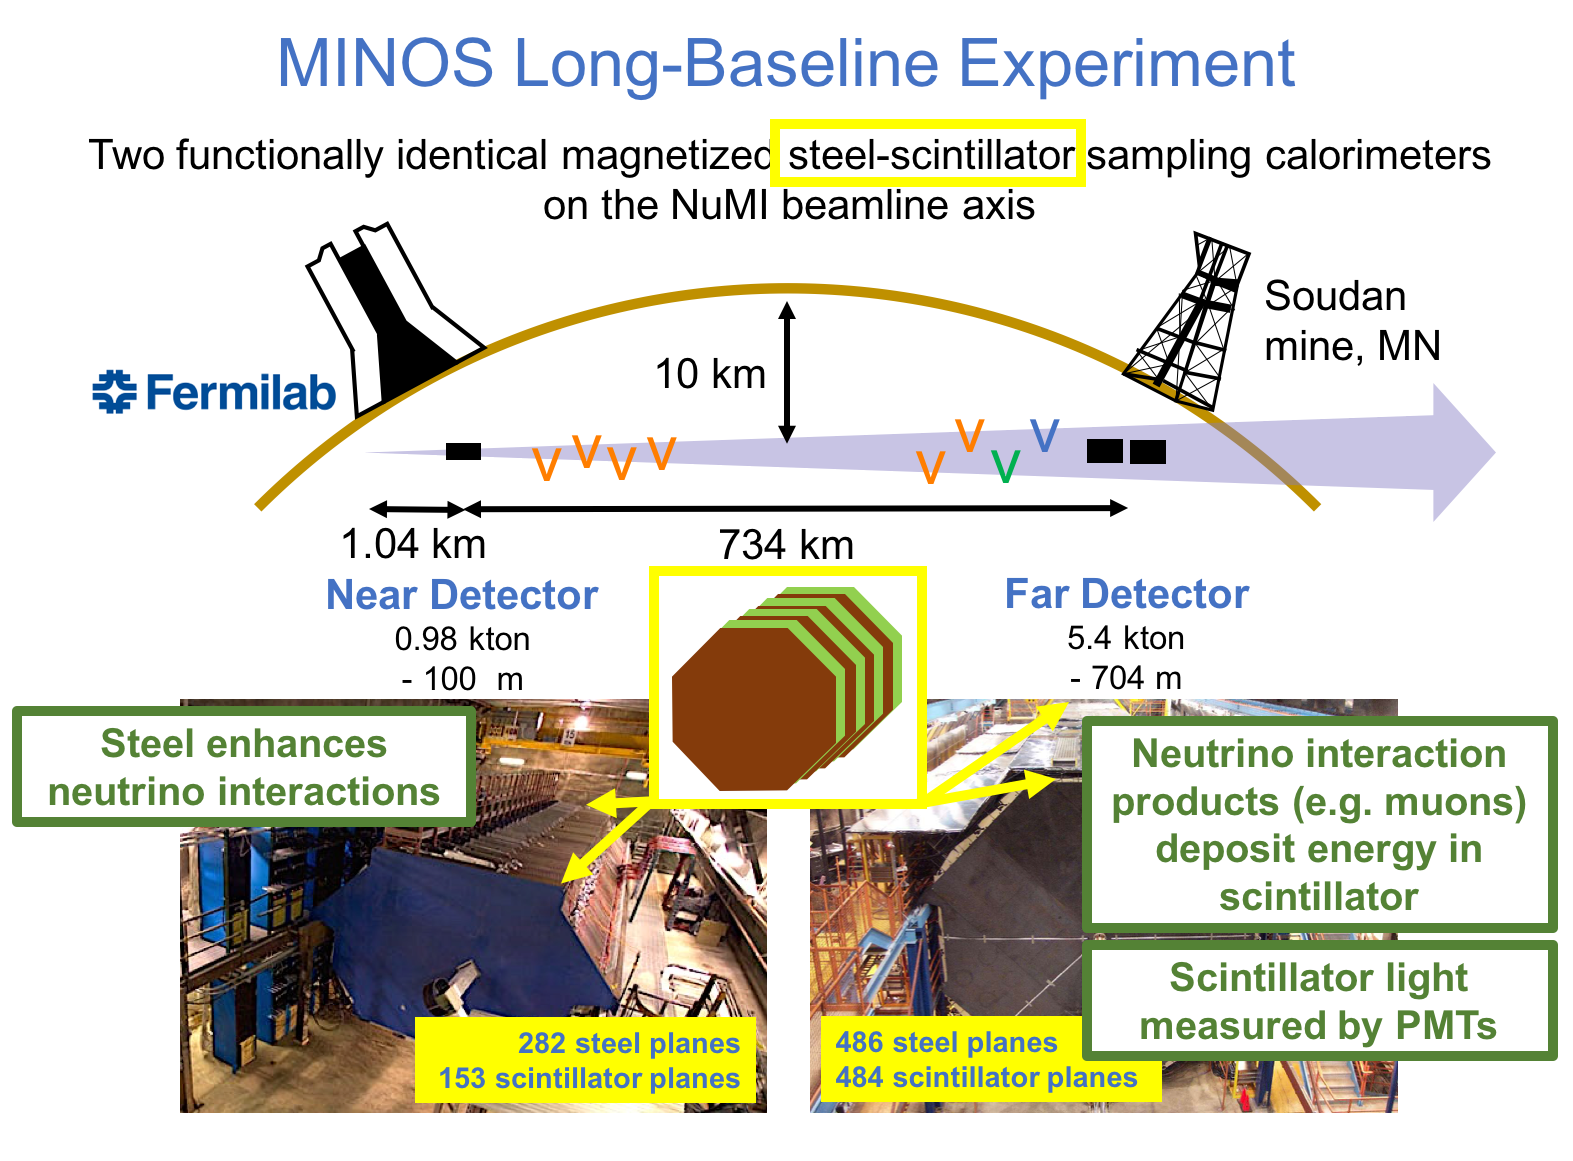 MINOS Long-Baseline Experiment
Two functionally identical magnetized steel-scintillator sampling calorimeters
on the NuMI beamline axis
Soudan
mine, MN
10 km
Fermilab
ν ν ν ν ν ν ν ν
1.04 km
734 km
Near Detector
0.98 kton
- 100 m
Far Detector
5.4 kton
- 704 m
Steel enhances
neutrino interactions
Neutrino interaction
products (e.g. muons)
deposit energy in
scintillator
Scintillator light
measured by PMTs
15
282 steel planes
153 scintillator planes
486 steel planes
484 scintillator planes